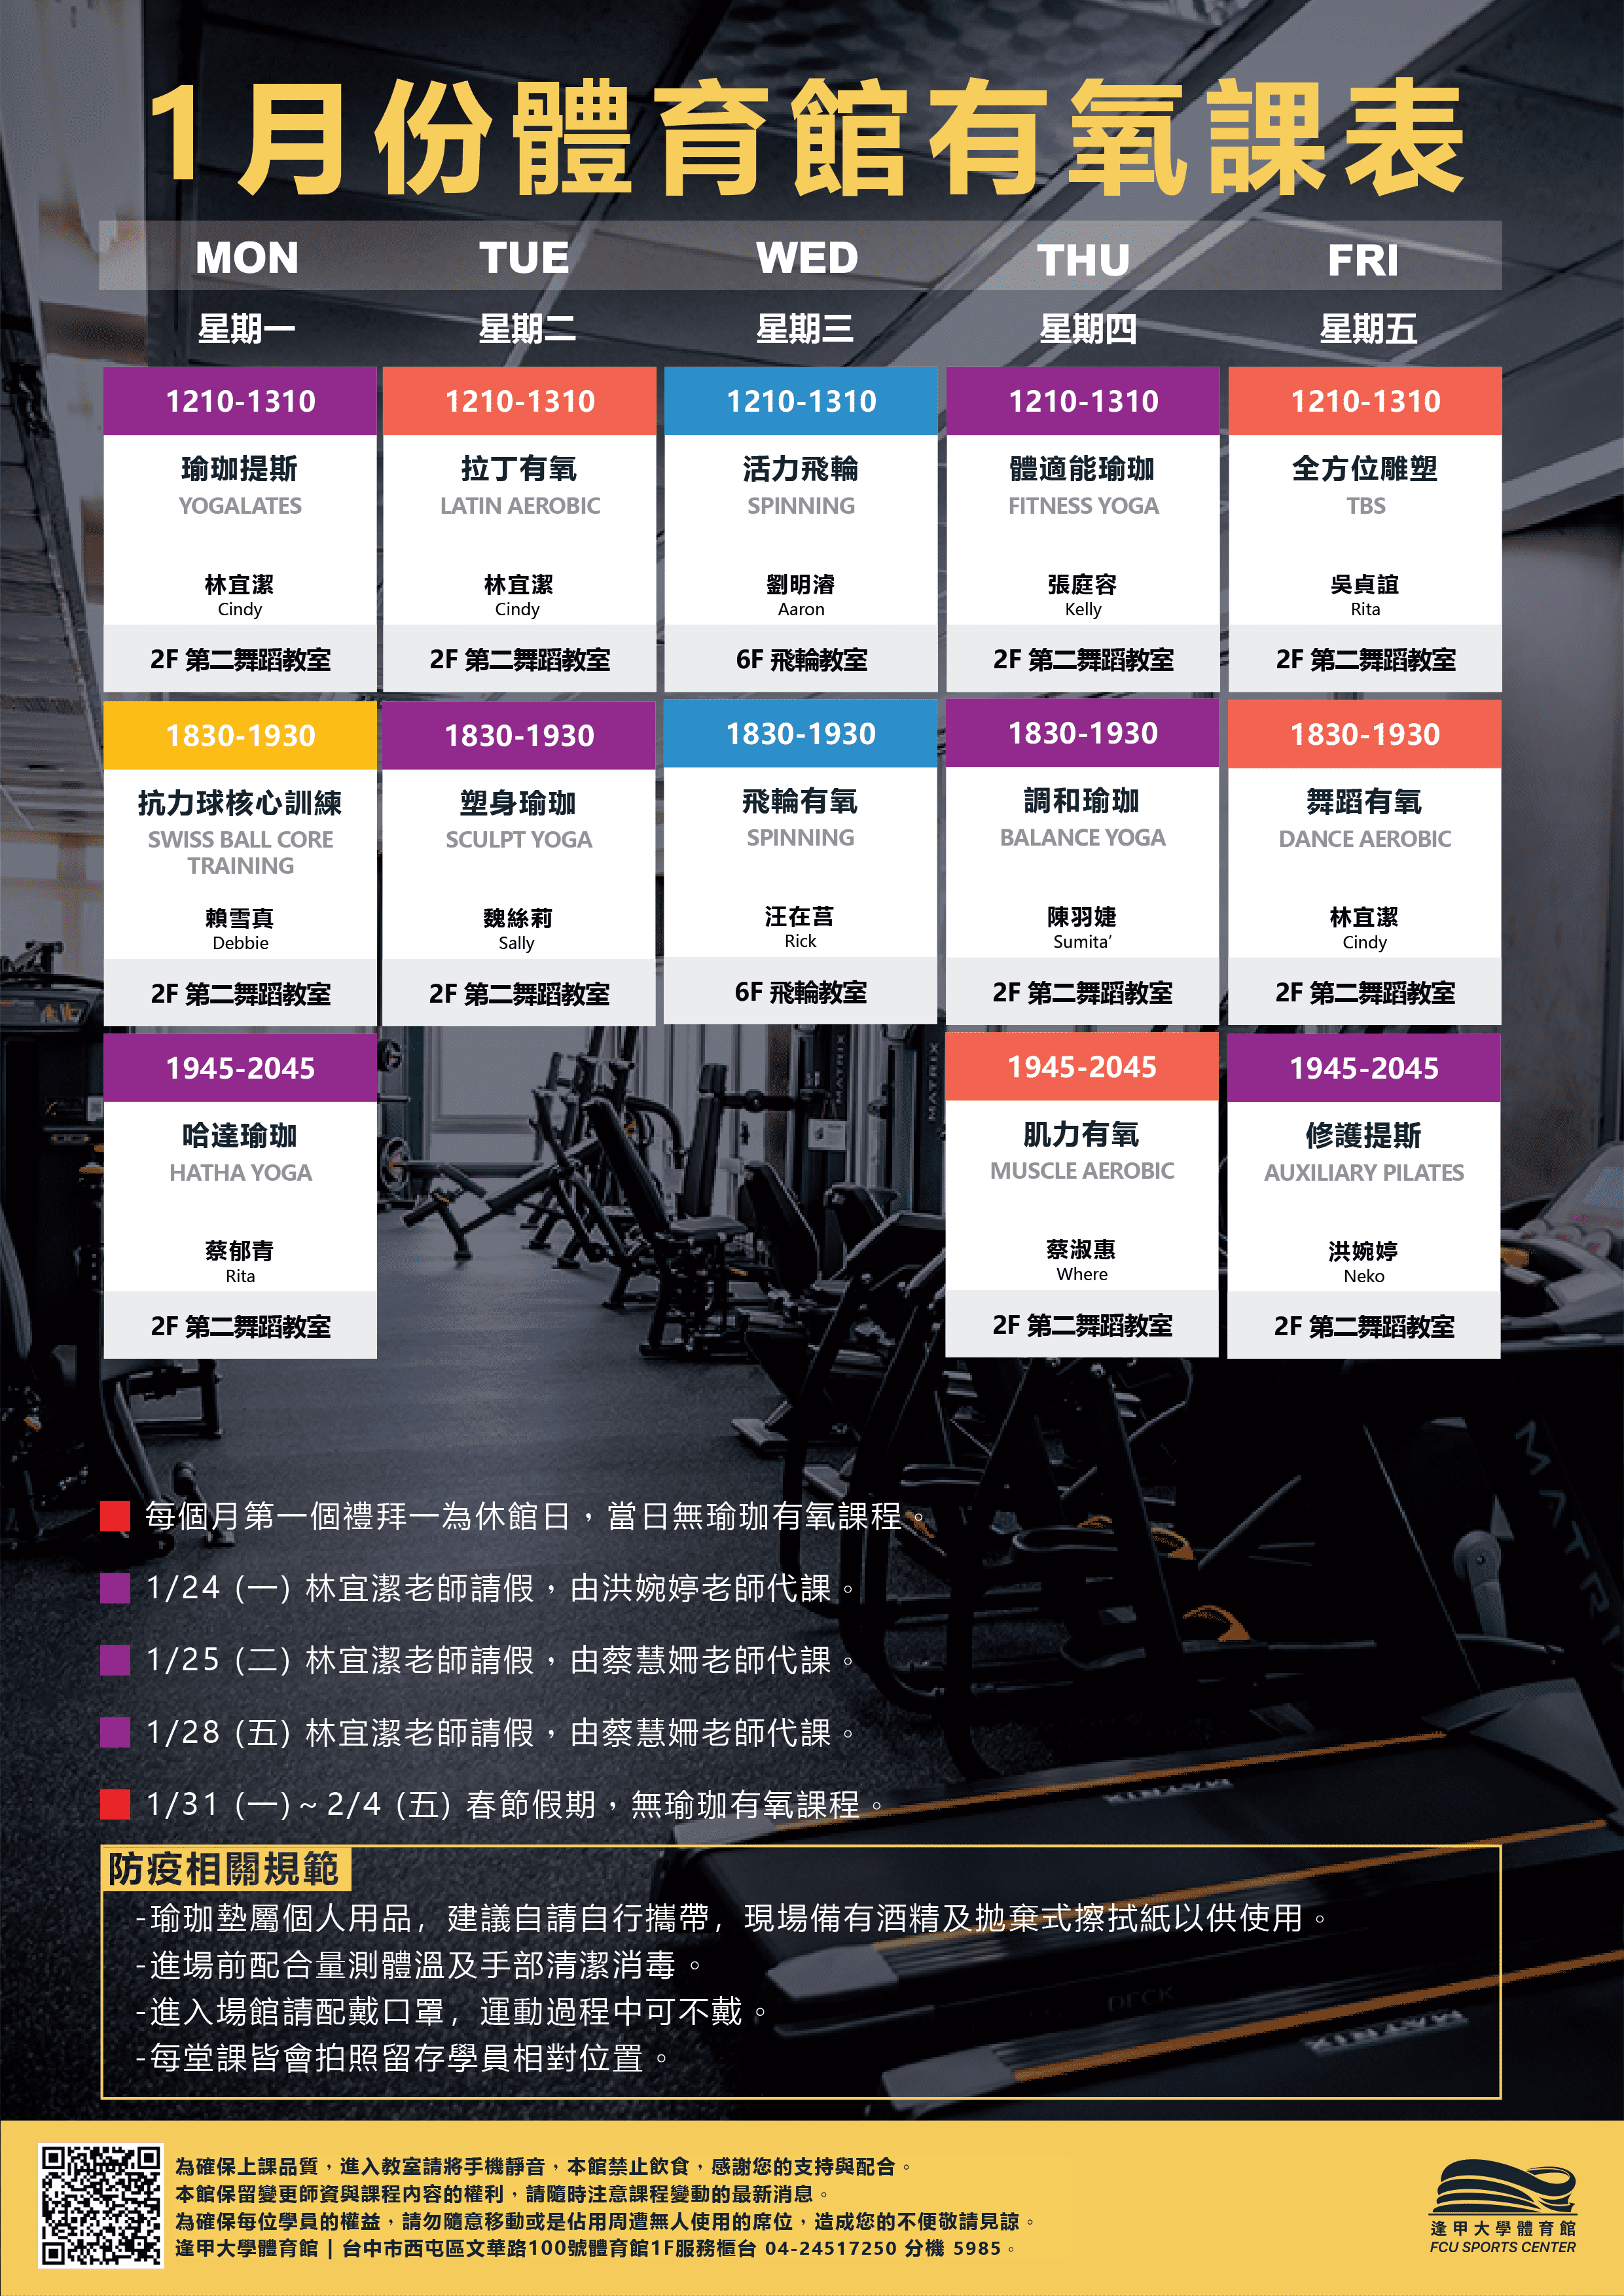 1月份體育館有氧課表
MON TUE WED THU FRI
星期一 星期二 星期三 星期四 星期五
1210-1310
瑜珈提斯
YOGALATES
林宜潔
Cindy
2F 第二舞蹈教室
1210-1310
拉丁有氧
LATIN AEROBIC
林宜潔
Cindy
2F 第二舞蹈教室
1210-1310
活力飛輪
SPINNING
劉明濬
Aaron
6F 飛輪教室
1210-1310
體適能瑜珈
FITNESS YOGA
張庭容
Kelly
2F 第二舞蹈教室
1210-1310
全方位雕塑
TBS
吳貞誼
Rita
2F 第二舞蹈教室
1830-1930
抗力球核心訓練
SWISS BALL CORE
TRAINING
賴雪真
Debbie
2F 第二舞蹈教室
1830-1930
塑身瑜珈
SCULPT YOGA
魏絲莉
Sally
2F 第二舞蹈教室
1830-1930
飛輪有氧
SPINNING
汪在莒
Rick
6F 飛輪教室
1830-1930
調和瑜珈
BALANCE YOGA
陳羽婕
Sumita’
2F 第二舞蹈教室
1830-1930
舞蹈有氧
DANCE AEROBIC
林宜潔
Cindy
2F 第二舞蹈教室
1945-2045
哈達瑜珈
HATHA YOGA
蔡郁青
Rita
2F 第二舞蹈教室
1945-2045
肌力有氧
MUSCLE AEROBIC
蔡淑惠
Where
2F 第二舞蹈教室
1945-2045
修護提斯
AUXILIARY PILATES
洪婉婷
Neko
2F 第二舞蹈教室
MATRIX
MATRIX
每個月第一個禮拜一為休館日，當日無瑜珈有氧課程。
1/24 (一) 林宜潔老師請假，由洪婉婷老師代課。
1/25 (二) 林宜潔老師請假，由蔡慧姍老師代課。
1/28 (五) 林宜潔老師請假，由蔡慧姍老師代課。
1/31 (一)~2/4 (五) 春節假期，無瑜珈有氧課程。
防疫相關規範
-瑜珈墊屬個人用品，建議自請自行攜帶，現場備有酒精及拋棄式擦拭紙以供使用。
-進場前配合量測體溫及手部清潔消毒。
-進入場館請配戴口罩，運動過程中可不戴。
-每堂課皆會拍照留存學員相對位置。
為確保上課品質，進入教室請將手機靜音，本館禁止飲食，感謝您的支持與配合。
本館保留變更師資與課程内容的權利，請隨時注意課程變動的最新消息。
為確保每位學員的權益，請勿隨意移動或是佔用周遭無人使用的席位，造成您的不便敬請見諒。
逢甲大學體育館 | 台中市西屯區文華路100號體育館1F服務櫃台 04-24517250 分機 5985。
逢甲大學體育館
FCU SPORTS CENTER